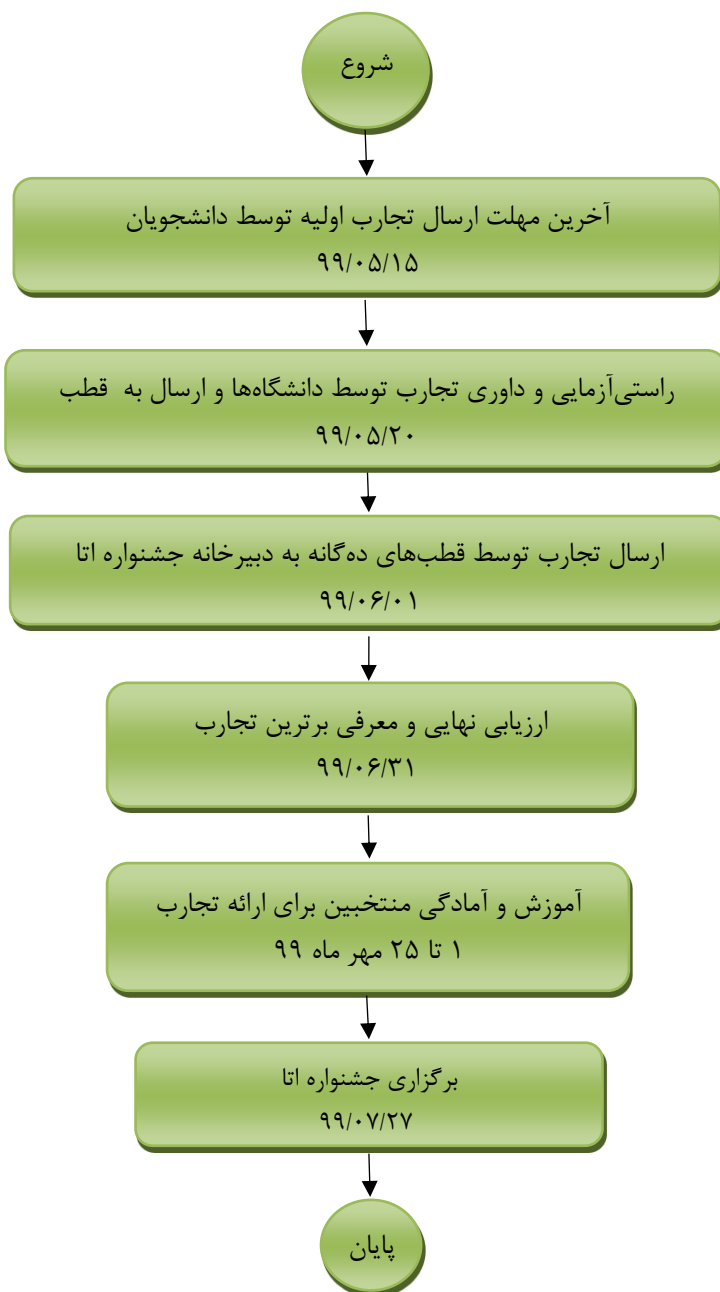 شروع
آخرین مهلت ارسال تجارب اولیه توسط دانشجویان
۹۹/۰۵/۱۵
راستی‌آزمایی و داوری تجارب توسط دانشگاه‌ها و ارسال به قطب
۹۹/۰۵/۲۰
ارسال تجارب توسط قطب‌های ده‌گانه به دبیرخانه جشنواره اتا
۹۹/۰۶/۰۱
ارزیابی نهایی و معرفی برترین تجارب
۹۹/۰۶/۳۱
آموزش و آمادگی منتخبین برای ارائه تجارب
۱ تا ۲۵ مهر ماه ۹۹
برگزاری جشنواره اتا
۹۹/۰۷/۲۷
پایان